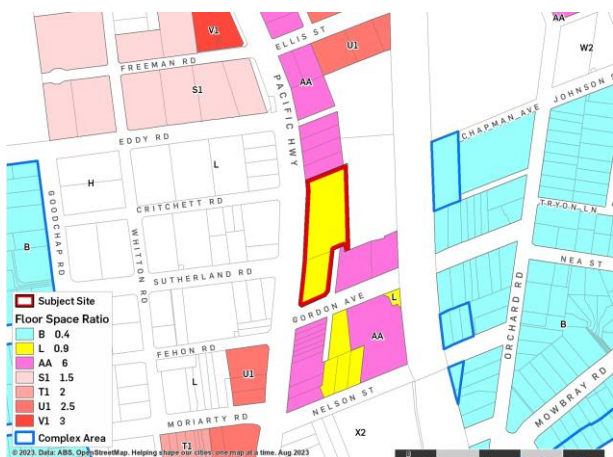 V1
ELLIS ST
U1
AA
W2
FREEMAN RD
PACIFIC HWY
AA
S1
CHAPMAN AVE
JOHNSON
EDDY RD
H
L
TRYON LN
GOODCHAP RD
CRITCHETT RD
WHITTON RD
B
NEA ST
SUTHERLAND RD
ORCHARD RD
GORDON AVE
L
B
AA
FEHON RD
L
U1
MOWBRAY RD
NELSON ST
MORIARTY RD
X2
T1
Subject Site
Floor Space Ratio
B 0.4
L 0.9
AA 6
S1 1.5
T1 2
U1 2.5
V1 3
Complex Area
© 2023. Data: ABS, OpenStreetMap. Helping shape our cities, one map at a time. Aug 2023
0